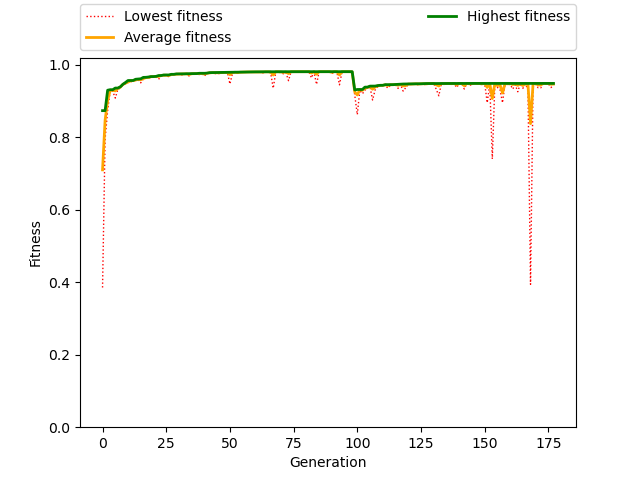 Lowest fitness
Average fitness
Highest fitness
1.0
0.8
0.6
0.4
0.2
0.0
Fitness
0 25 50 75 100 125 150 175
Generation